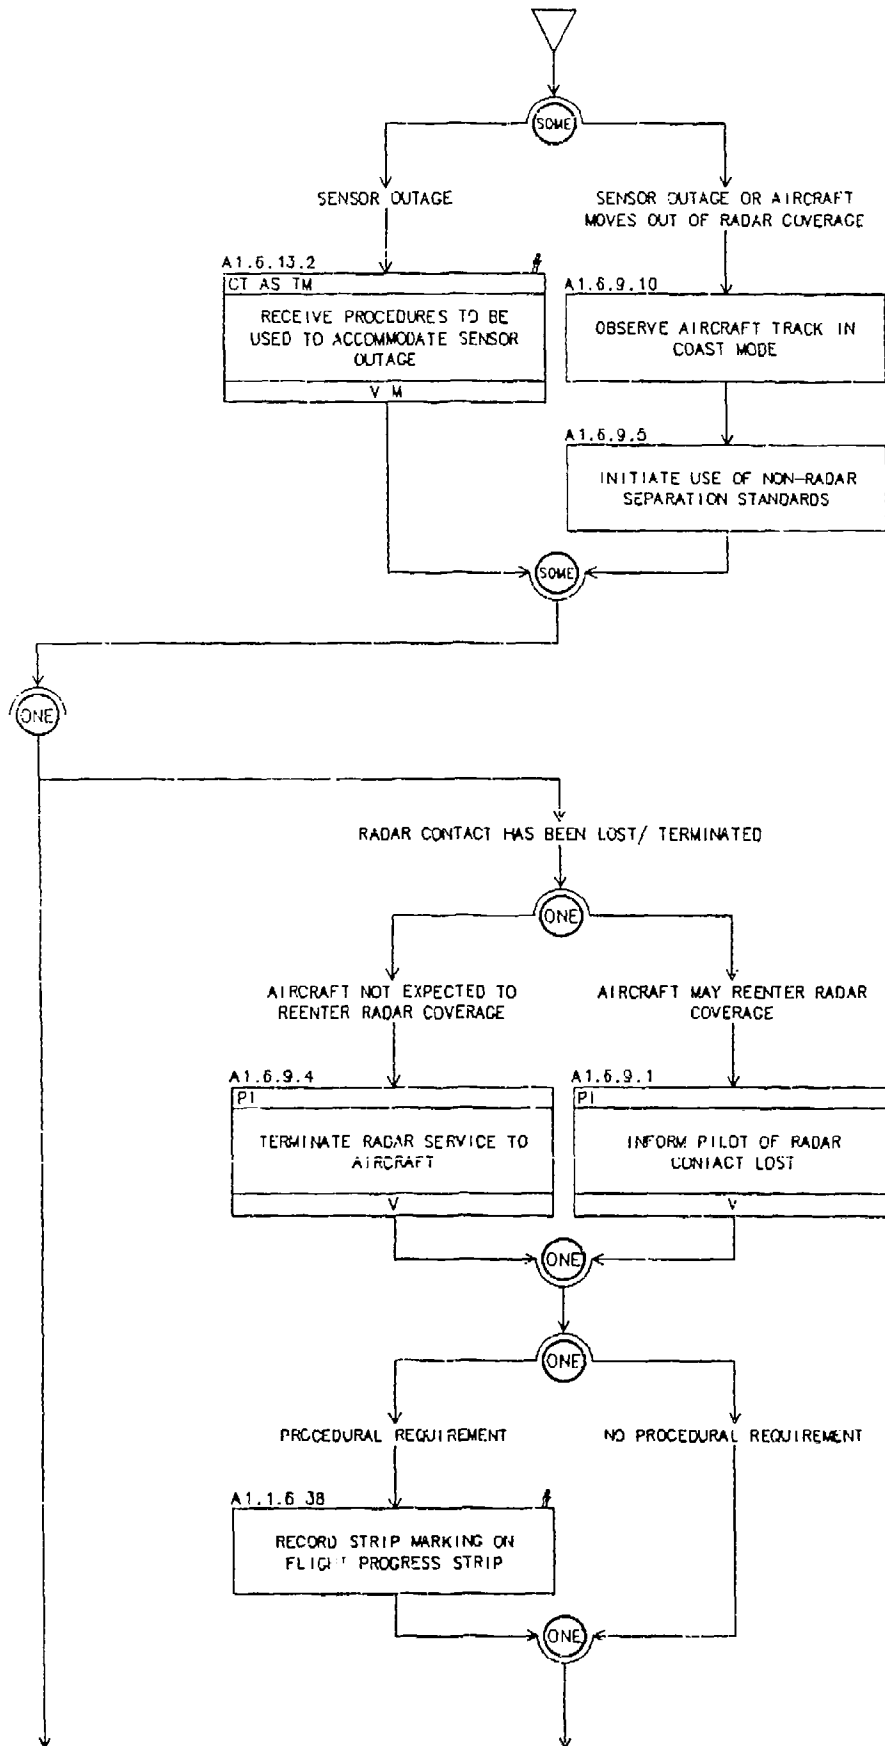 SOME
SENSOR OUTAGE
SENSOR OUTAGE OR AIRCRAFT
MOVES OUT OF RADAR COVERAGE
A1.6.13.2
CT AS TM
RECEIVE PROCEDURES TO BE
USED TO ACCOMMODATE SENSOR
OUTAGE
V M
A1.6.9.10
OBSERVE AIRCRAFT TRACK IN
COAST MODE
A1.6.9.5
INITIATE USE OF NON-RADAR
SEPARATION STANDARDS
SOME
ONE
RADAR CONTACT HAS BEEN LOST/ TERMINATED
ONE
AIRCRAFT NOT EXPECTED TO
REENTER RADAR COVERAGE
AIRCRAFT MAY REENTER RADAR
COVERAGE
A1.6.9.4
PI
TERMINATE RADAR SERVICE TO
AIRCRAFT
V
A1.6.9.1
PI
INFORM PILOT OF RADAR
CONTACT LOST
V
ONE
ONE
PROCEDURAL REQUIREMENT
NO PROCEDURAL REQUIREMENT
A1.1.6 38
RECORD STRIP MARKING ON
FLIGHT PROGRESS STRIP
ONE